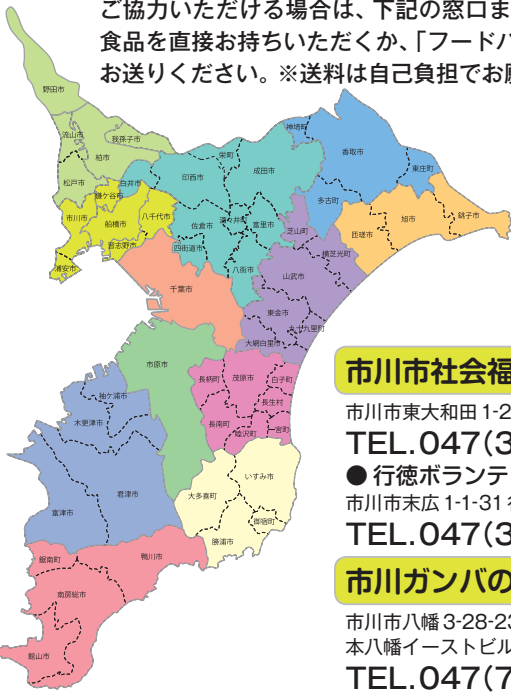 ご協力いただける場合は、下記の窓口ま
食品を直接お持ちいただくか、「フードバ
お送りください。※送料は自己負担でお願
野田市
流山市
我孫子市
柏市
松戸市
鎌ケ谷市
白井市
市川市
船橋市
八千代市
習志野市
浦安市
印西市
栄町
成田市
佐倉市
酒々井町
富里市
四街道市
八街市
神崎町
香取市
東庄町
多古町
匝瑳市
旭市
銚子市
芝山町
横芝光町
山武市
東金市
九十九里町
大網白里市
千葉市
市原市
長柄町
茂原市
白子町
長生村
長南町
睦沢町
一宮町
袖ケ浦市
木更津市
君津市
富津市
いすみ市
大多喜町
御宿町
勝浦市
鋸南町
鴨川市
南房総市
館山市
市川市社会福
市川市東大和田1-2
TEL.047(3
● 行徳ボランテ
市川市末広1-1-31
TEL.047(3
市川ガンバの
市川市八幡3-28-23
本八幡イーストビル
TEL.047(7